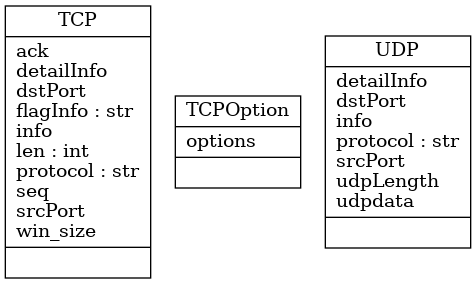 TCP
ack
detailInfo
dstPort
flagInfo : str
info
len : int
protocol : str
seq
srcPort
win_size
TCPOption
options
UDP
detailInfo
dstPort
info
protocol : str
srcPort
udpLength
udpdata